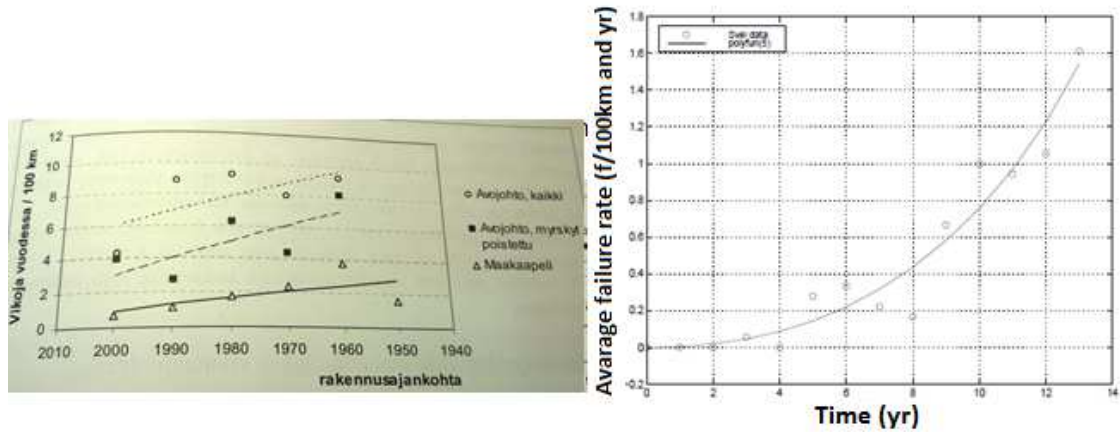 Vikoja vuodessa / 100 km
12
10
8
6
4
2
0
2010 2000 1990 1980 1970 1960 1950 1940
rakennusajankohta
Avojohto, kaikki
Avojohto,
poistettu
Maakaapeli
Avarage failure rate (f/100km and yr)
1.8
1.6
1.4
1.2
1
0.8
0.6
0.4
0.2
0
-0.2
data
0 2 4 6 8 10 12 14
Time (yr)